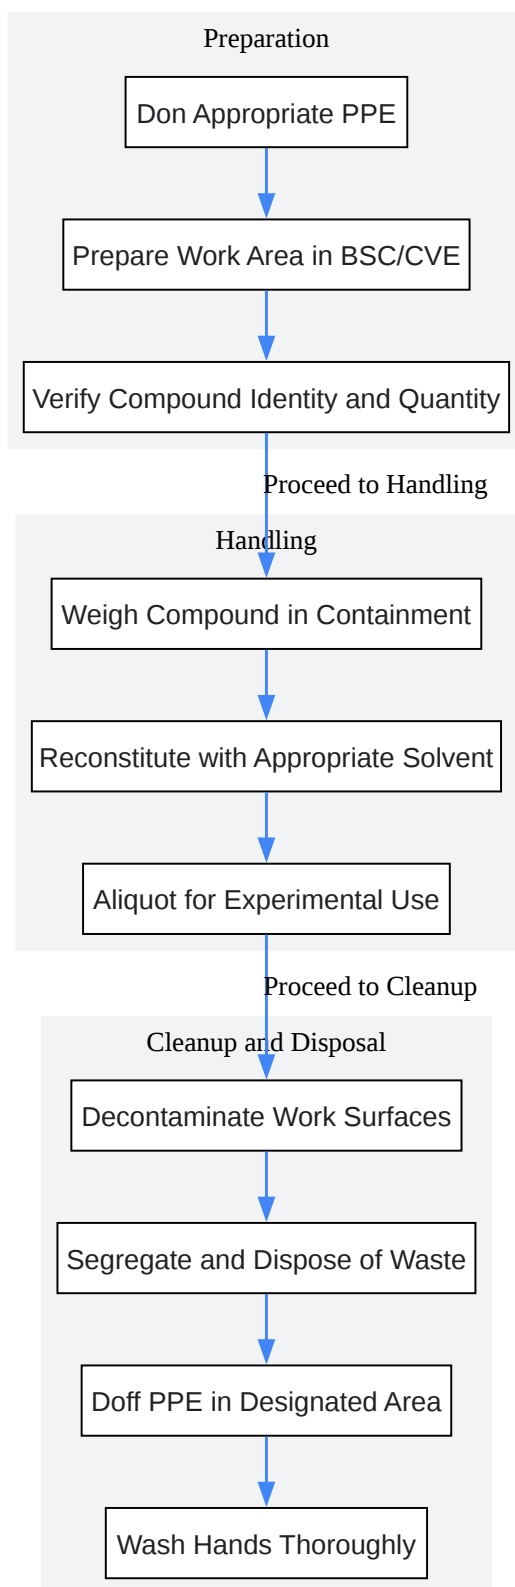 Preparation
Don Appropriate PPE
Prepare Work Area in BSC/CVE
Verify Compound Identity and Quantity
Proceed to Handling
Handling
Weigh Compound in Containment
Reconstitute with Appropriate Solvent
Aliquot for Experimental Use
Proceed to Cleanup
Cleanup and Disposal
Decontaminate Work Surfaces
Segregate and Dispose of Waste
Doff PPE in Designated Area
Wash Hands Thoroughly